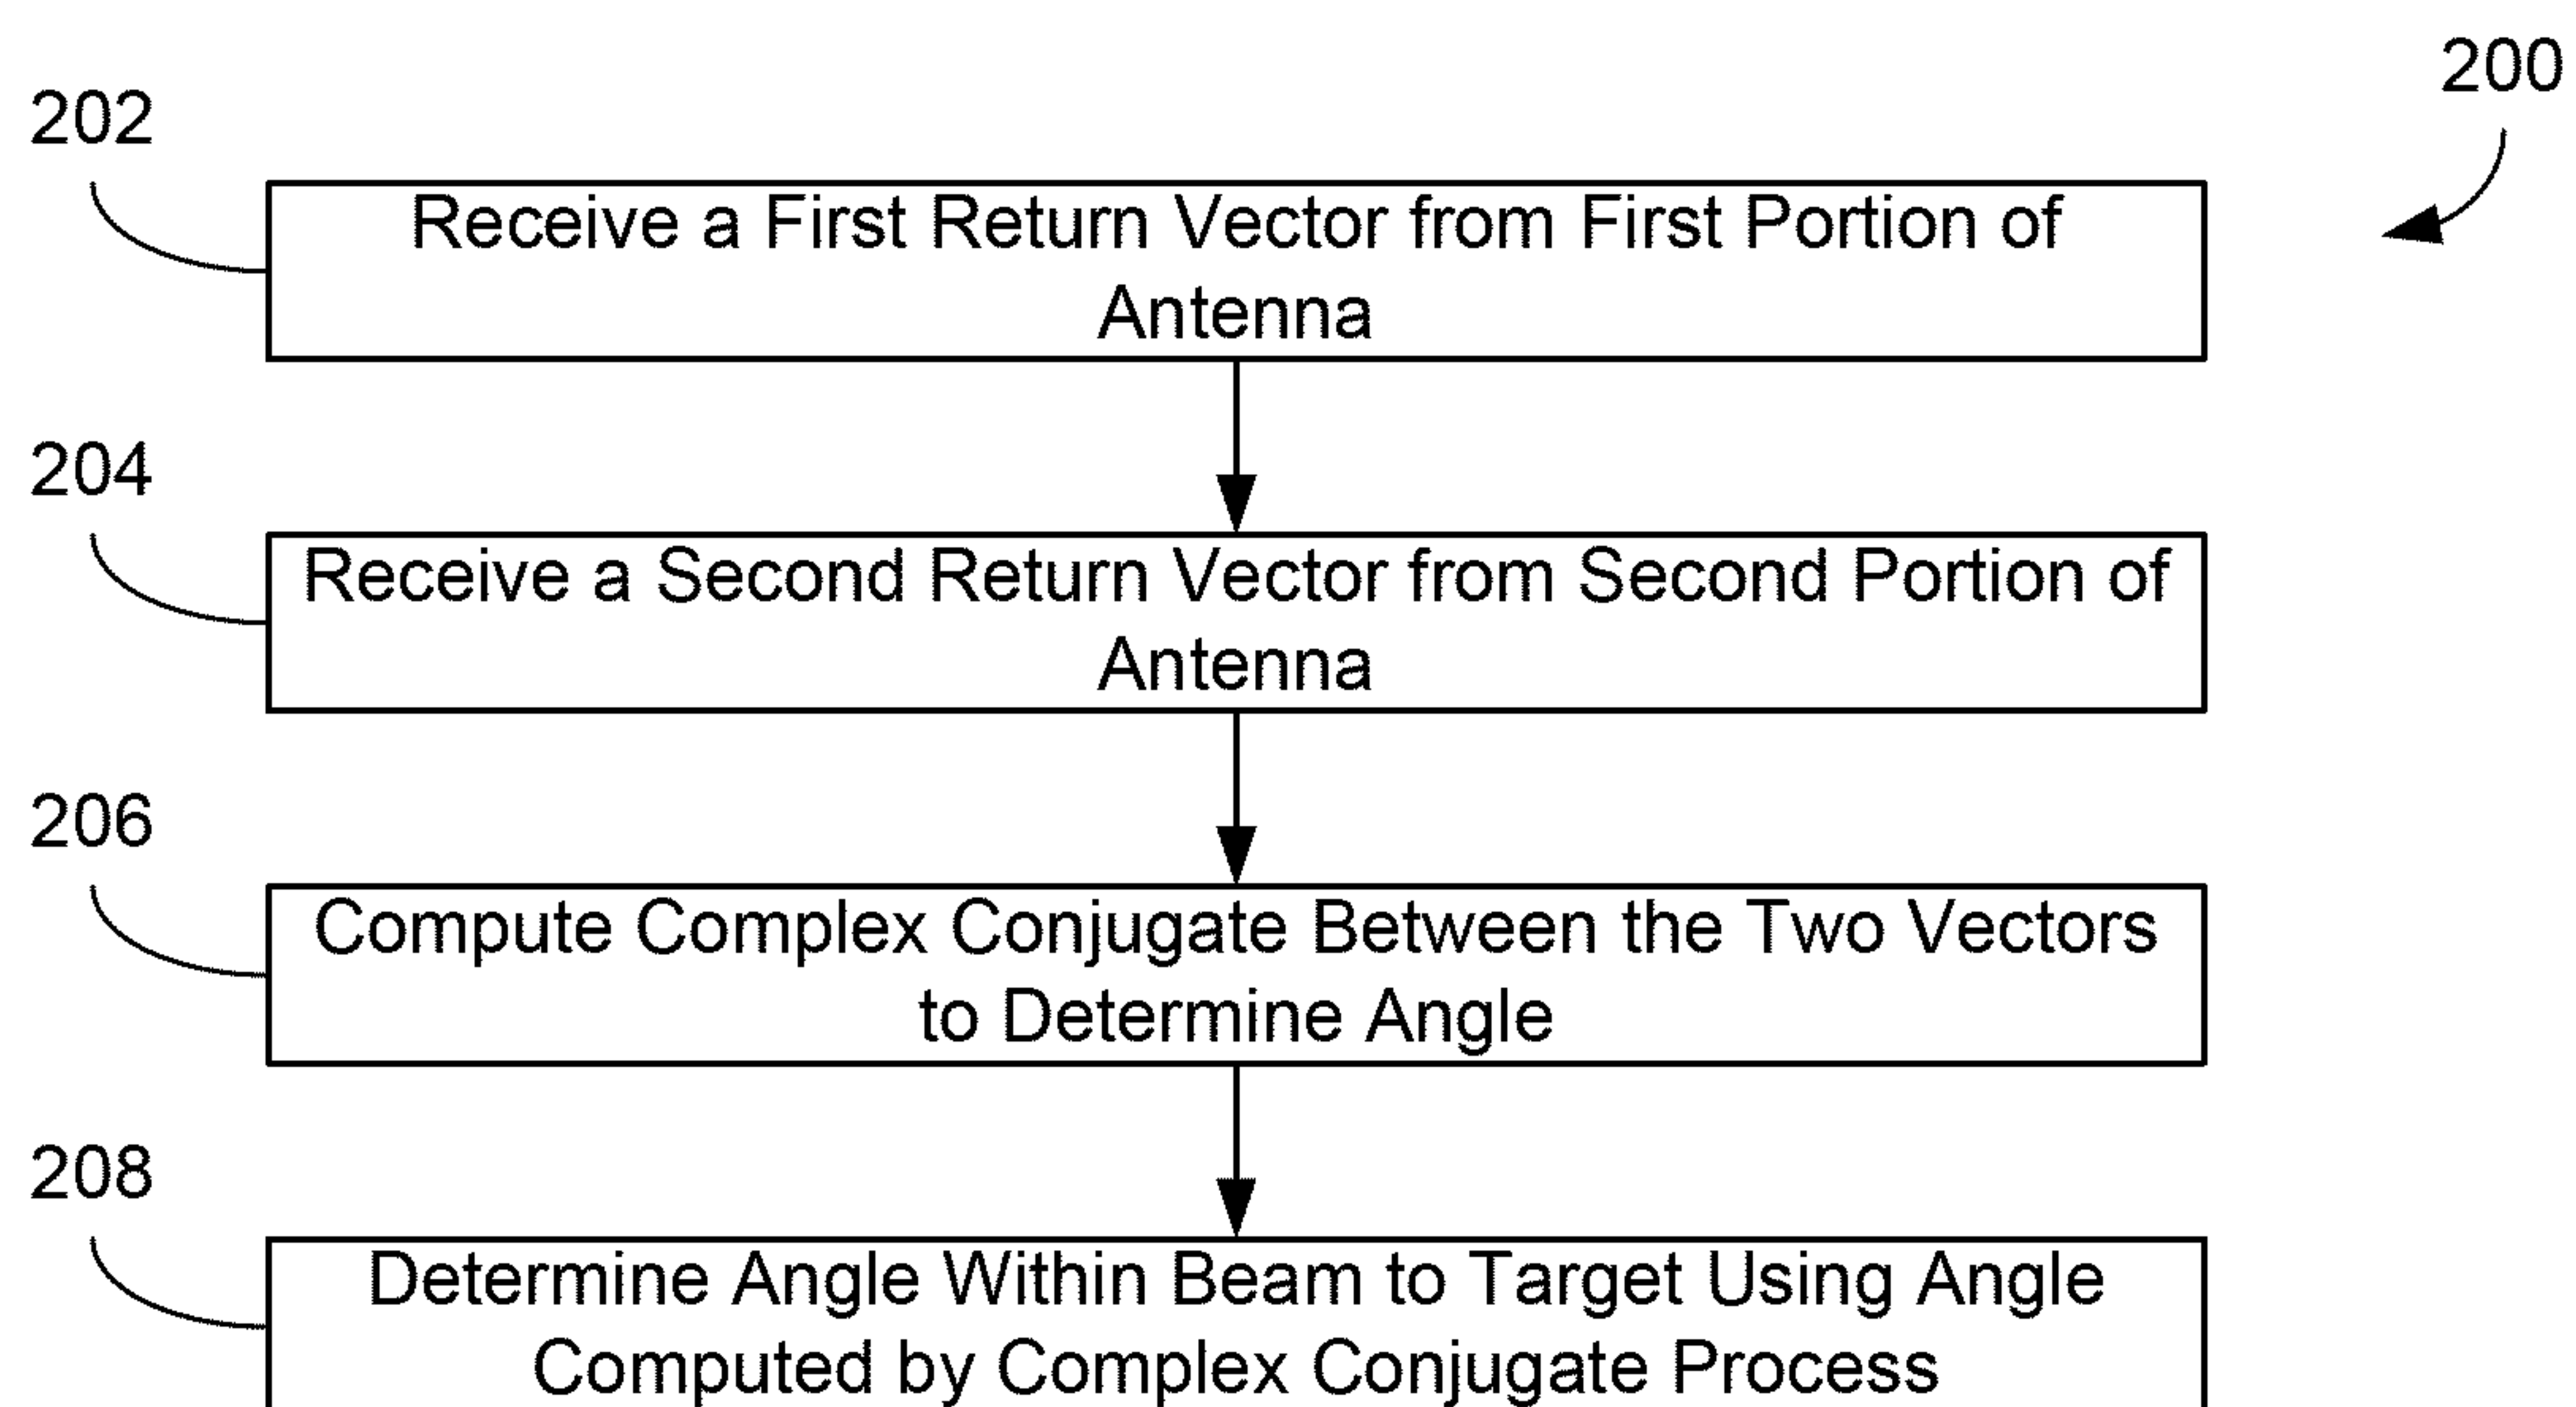 200
202
Receive a First Return Vector from First Portion of
Antenna
204
Receive a Second Return Vector from Second Portion of
Antenna
206
Compute Complex Conjugate Between the Two Vectors
to Determine Angle
208
Determine Angle Within Beam to Target Using Angle
Computed by Complex Conjugate Process